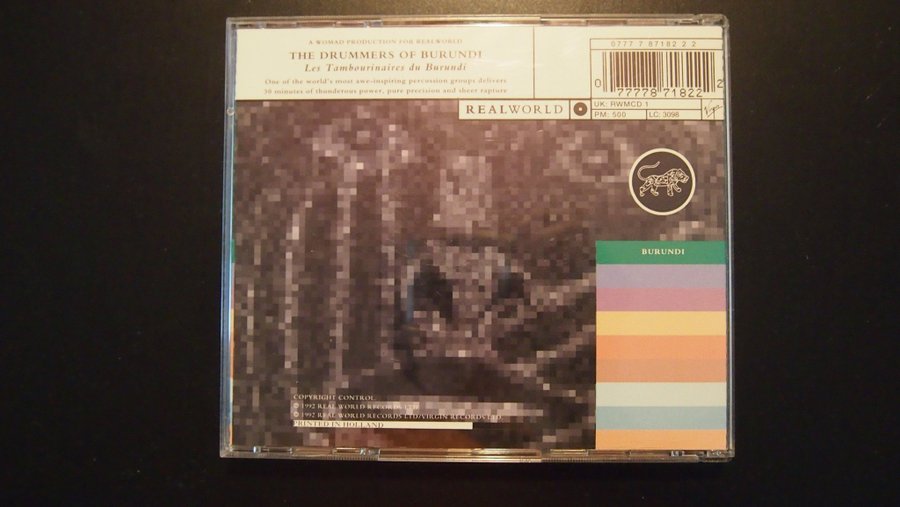 A WOMAD PRODUCTION FOR REALWORLD
THE DRUMMERS OF BURUNDI
Les Tambourinaires du Burundi
One of the world's most awe-inspiring percussion groups delivers
30 minutes of thunderous power, pure precision and sheer rapture
REALWORLD
0777 7 87182 2 2
0 77778 71822 2
UK: RWMCD 1
PM: 500 LC: 3098
Virgin
BURUNDI
COPYRIGHT CONTROL
℗ 1992 REAL WORLD RECORDS LTD
© 1992 REAL WORLD RECORDS LTD/VIRGIN RECORDS LTD
PRINTED IN HOLLAND